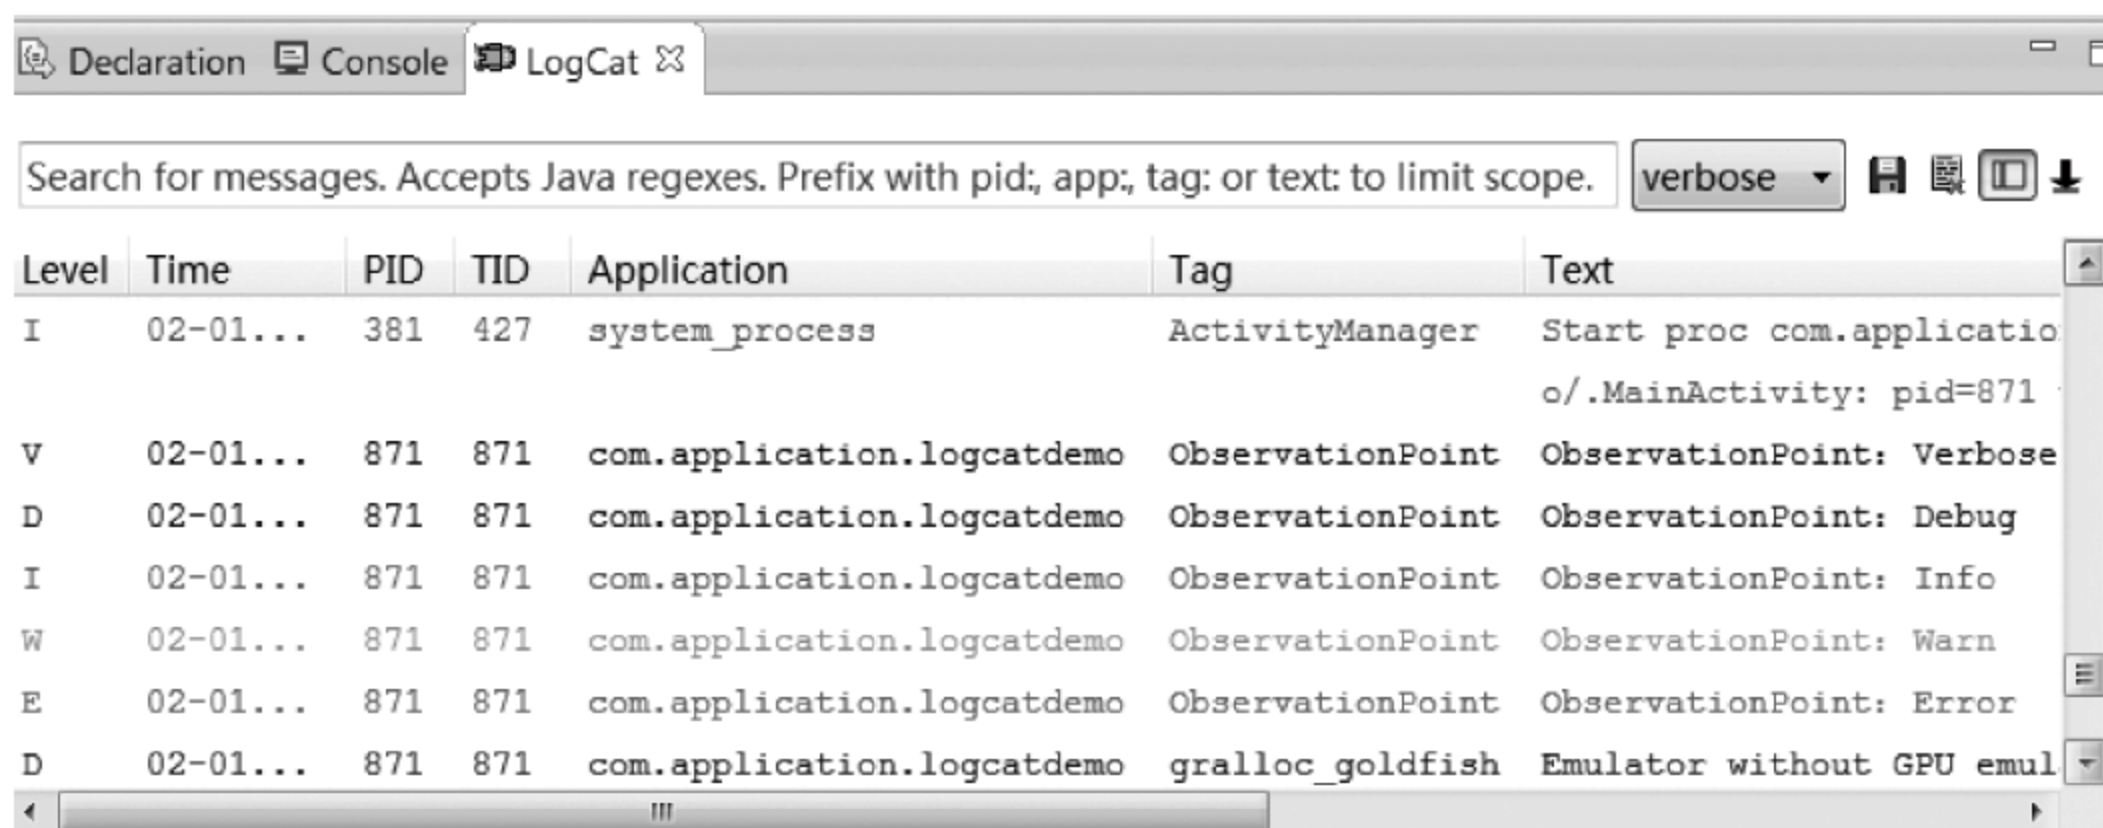 Declaration Console LogCat
Search for messages. Accepts Java regexes. Prefix with pid:, app:, tag: or text: to limit scope. verbose
Level Time PID TID Application Tag Text
I 02-01... 381 427 system_process ActivityManager Start proc com.applicatio
o/.MainActivity: pid=871
V 02-01... 871 871 com.application.logcatdemo ObservationPoint ObservationPoint: Verbose
D 02-01... 871 871 com.application.logcatdemo ObservationPoint ObservationPoint: Debug
I 02-01... 871 871 com.application.logcatdemo ObservationPoint ObservationPoint: Info
W 02-01... 871 871 com.application.logcatdemo ObservationPoint ObservationPoint: Warn
E 02-01... 871 871 com.application.logcatdemo ObservationPoint ObservationPoint: Error
D 02-01... 871 871 com.application.logcatdemo gralloc_goldfish Emulator without GPU emul